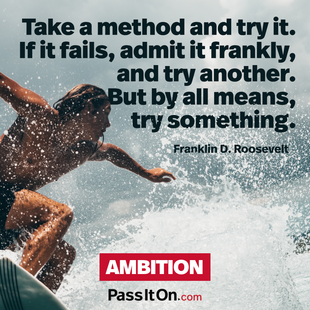 Take a method and try it.
If it fails, admit it frankly,
and try another.
But by all means,
try something.
Franklin D. Roosevelt
AMBITION
PassItOn.com